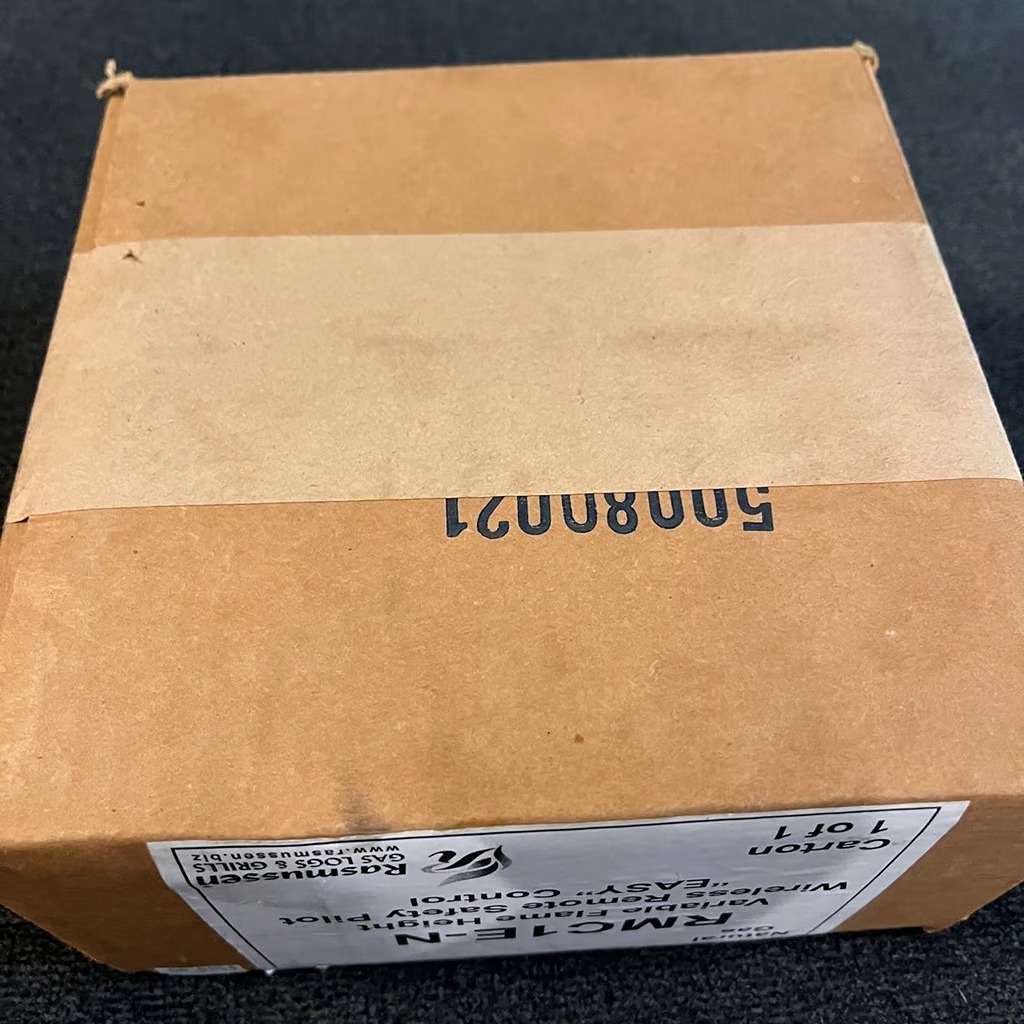 50080021
Natural
Gas
RMC1E-N
Variable Flame Height
Wireless Remote Safety Pilot
"EASY" Control
Carton
1 of 1
Rasmussen
GAS LOGS & GRILLS
www.rasmussen.biz